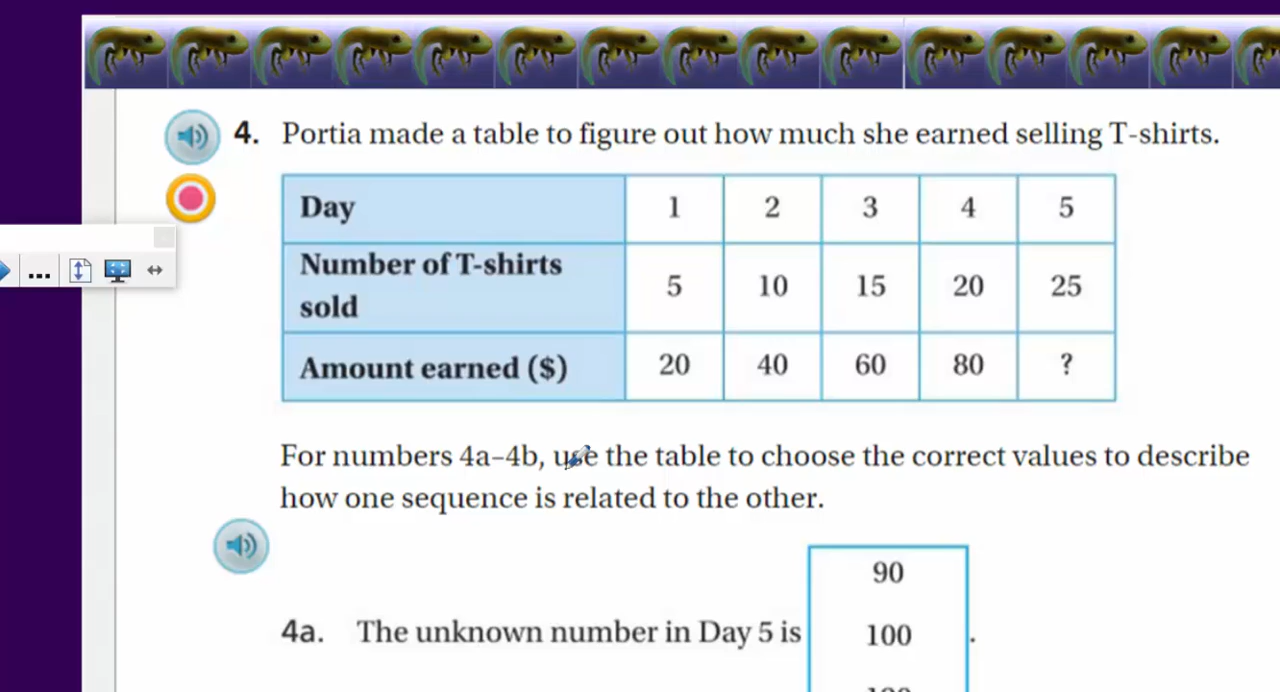 4. Portia made a table to figure out how much she earned selling T-shirts.
Day 1 2 3 4 5
Number of T-shirts
sold 5 10 15 20 25
Amount earned ($) 20 40 60 80 ?
For numbers 4a–4b, use the table to choose the correct values to describe
how one sequence is related to the other.
90
4a. The unknown number in Day 5 is 100 .